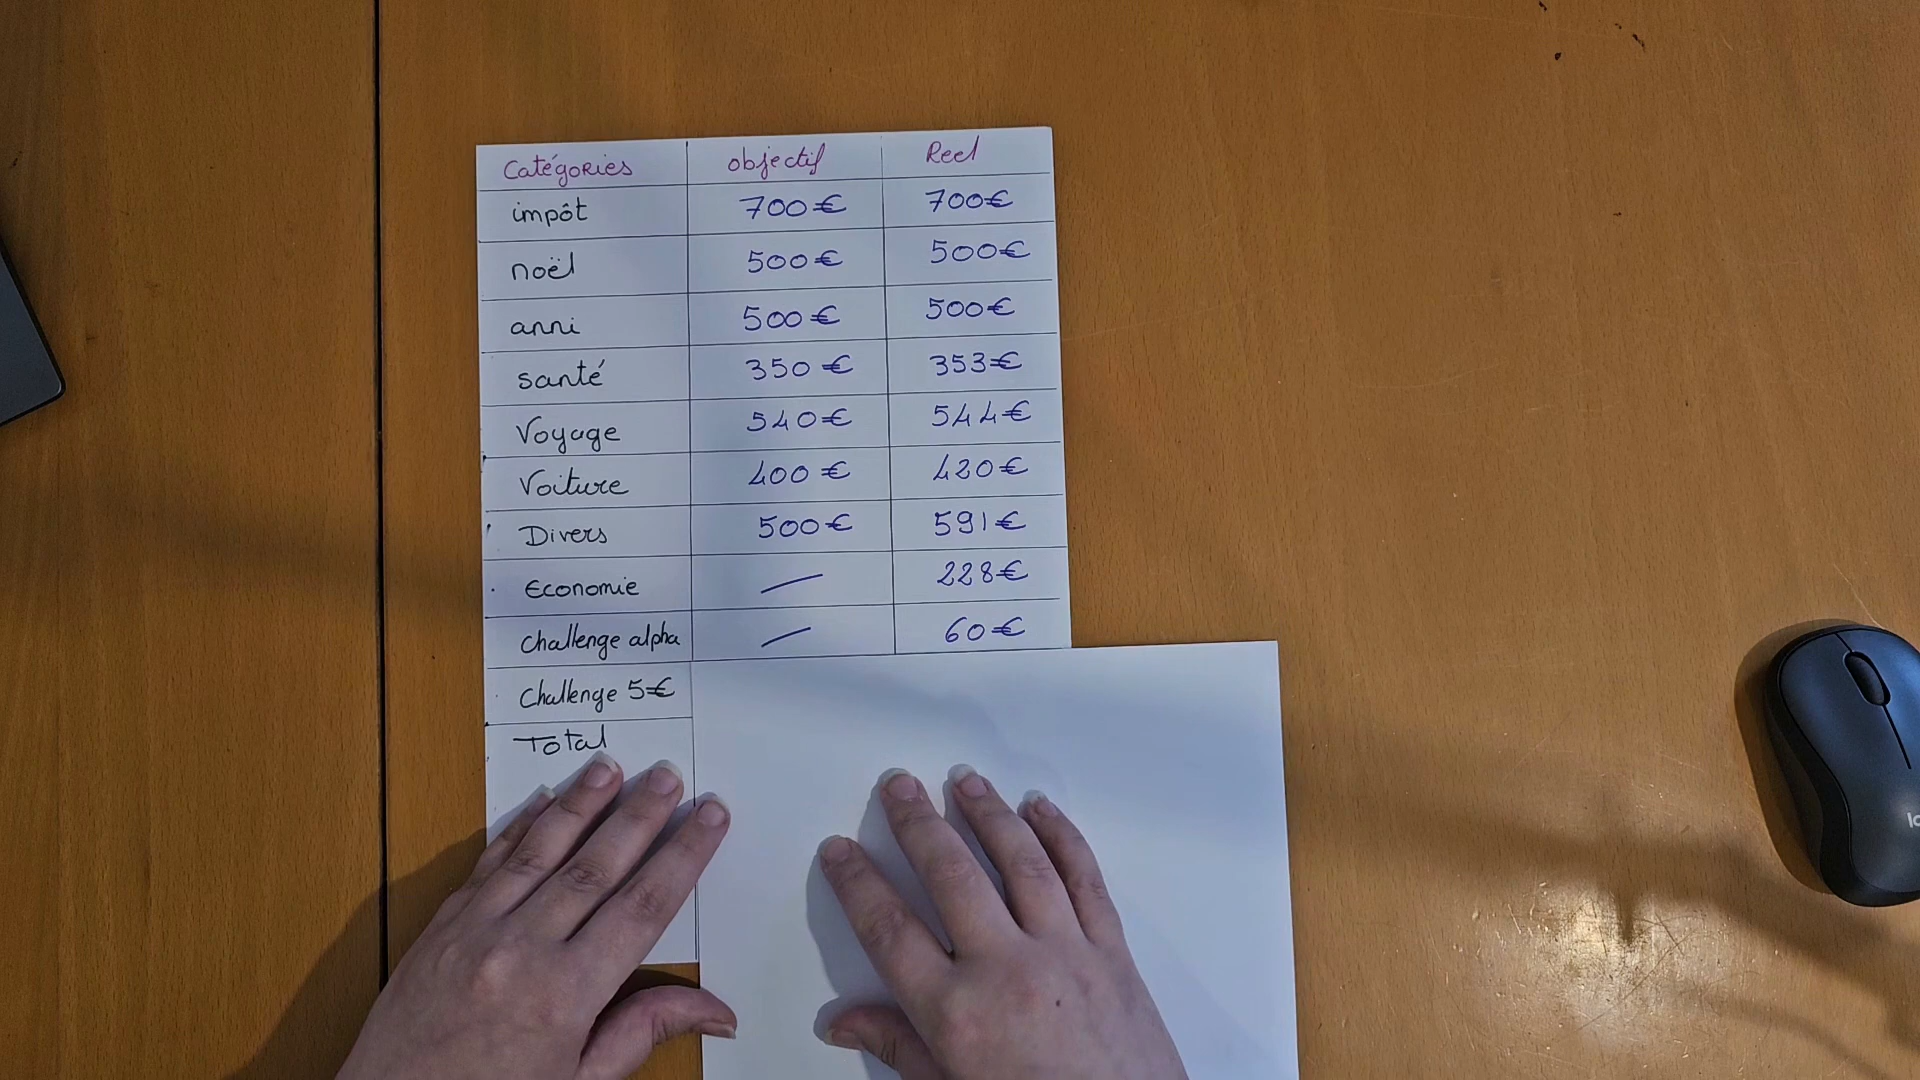 Catégories objectif Reel
impôt 700€ 700€
noël 500€ 500€
anni 500€ 500€
santé 350€ 353€
Voyage 540€ 544€
Voiture 400€ 420€
Divers 500€ 591€
Economie — 228€
Challenge alpha — 60€
Challenge 5€
Total